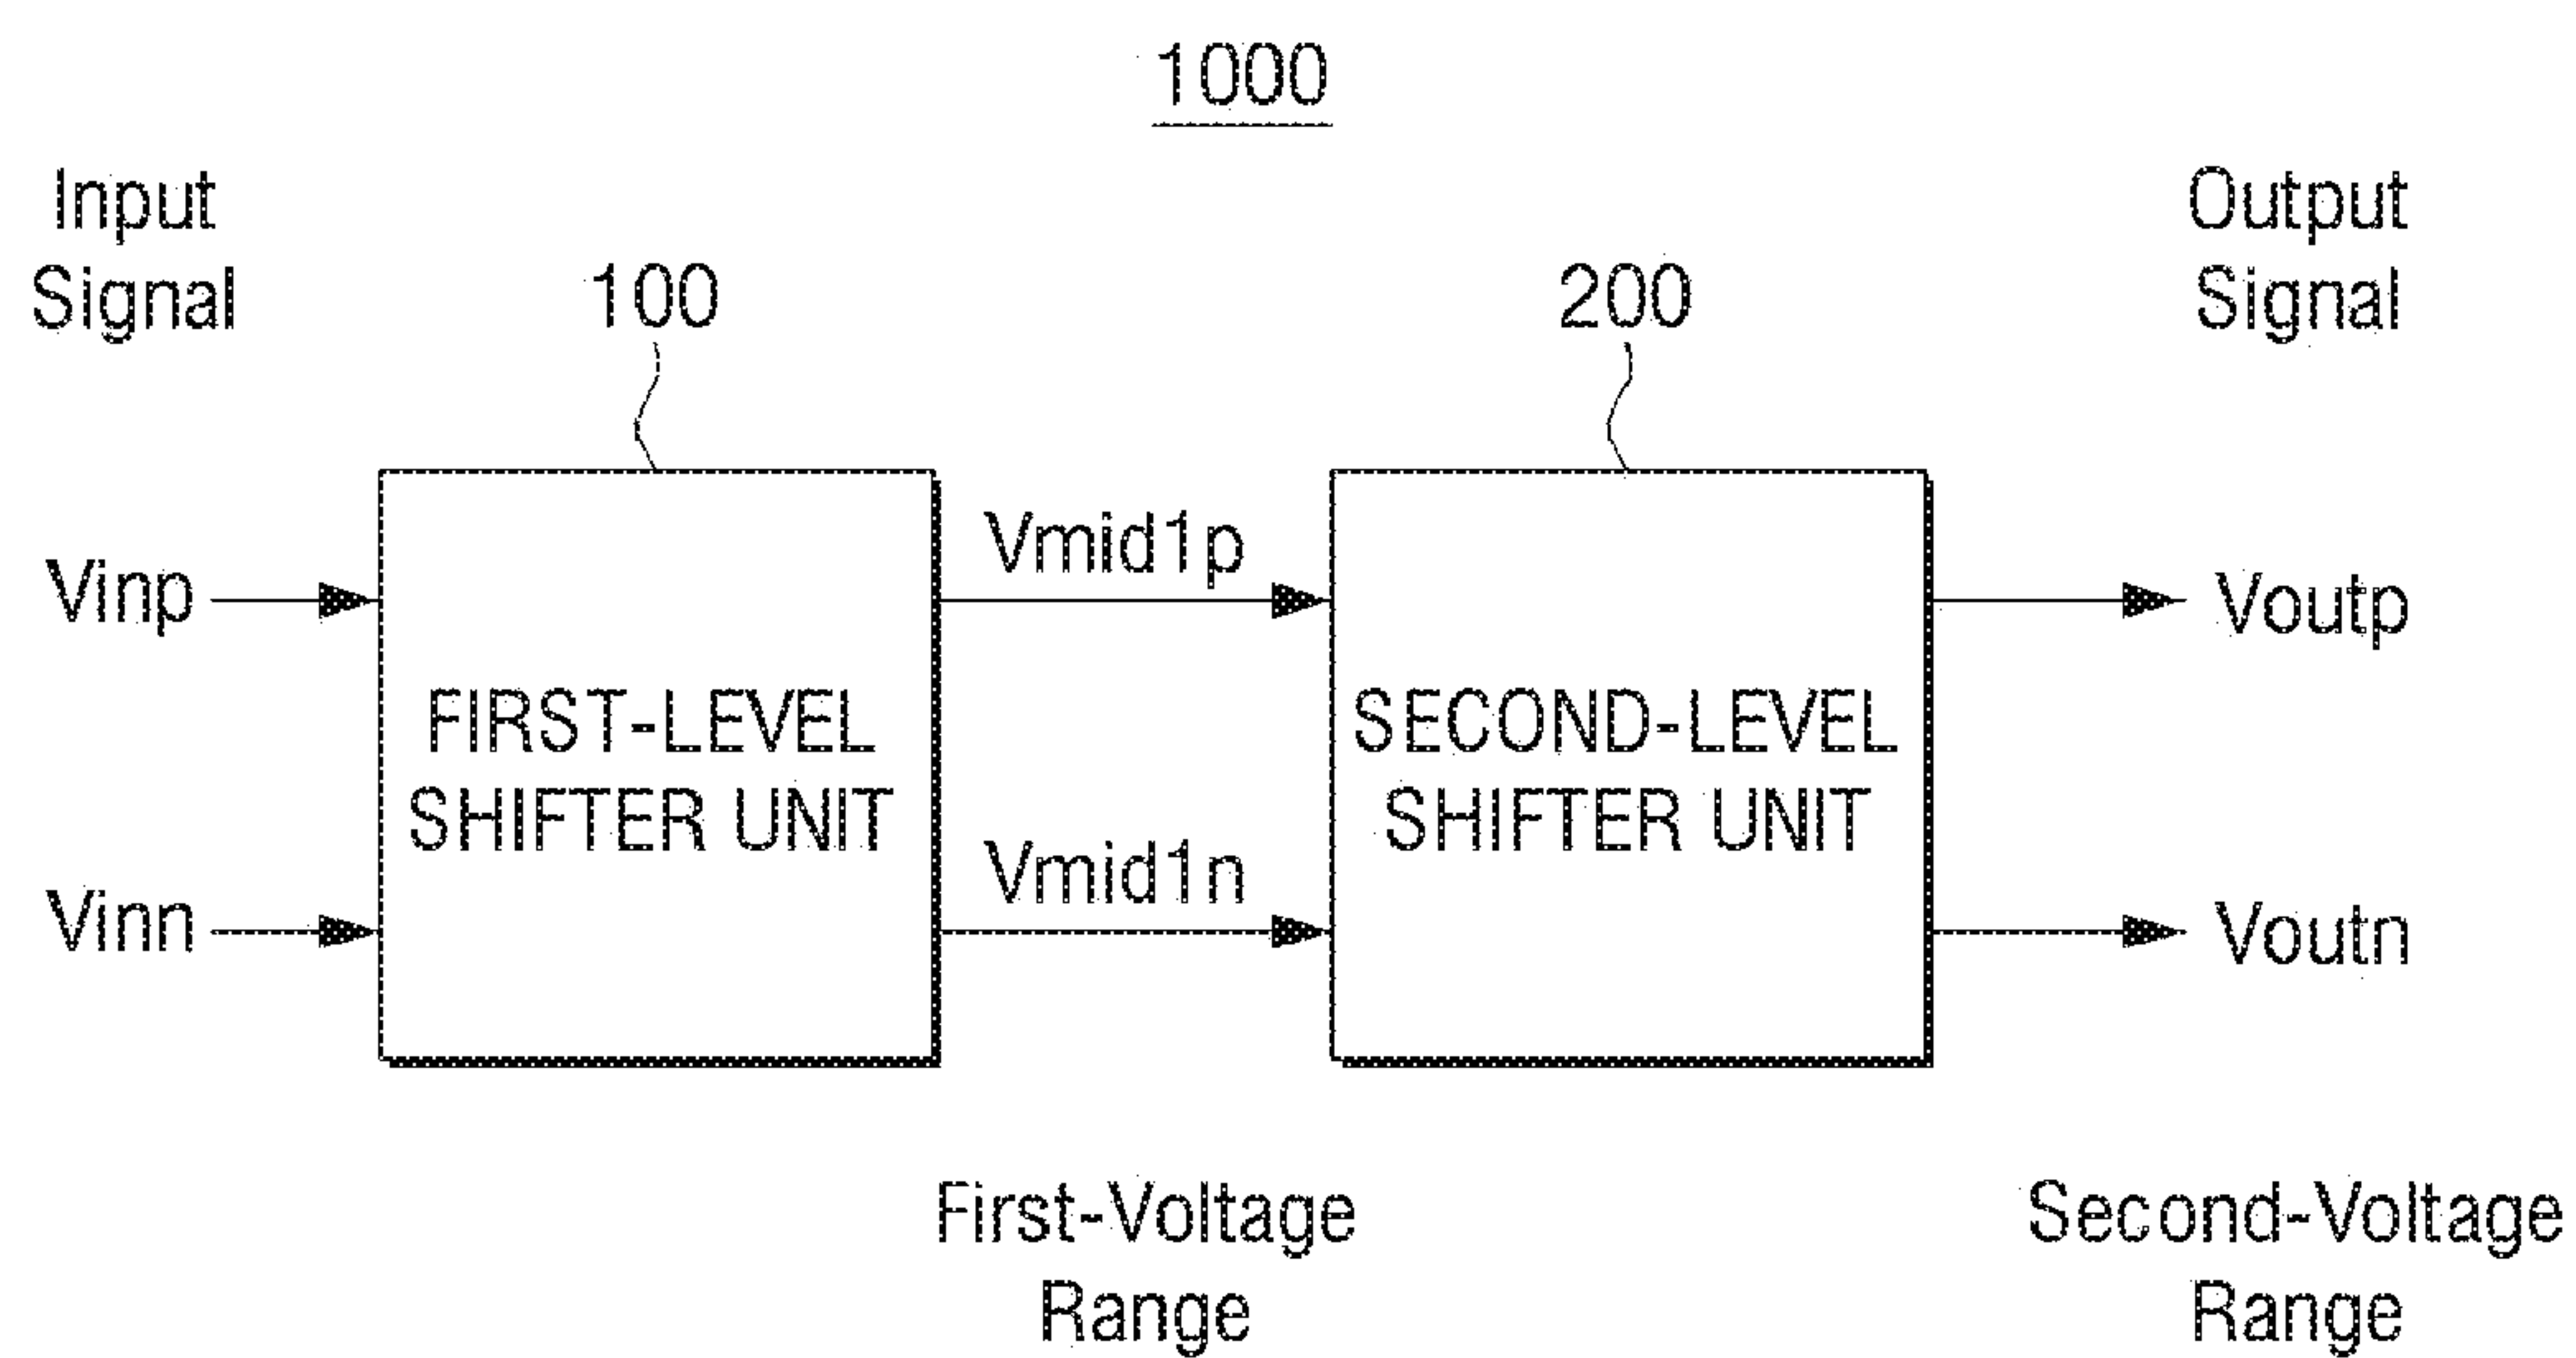 1000
Input
Signal
Output
Signal
100
200
Vinp
Vmid1p
Voutp
FIRST-LEVEL
SHIFTER UNIT
SECOND-LEVEL
SHIFTER UNIT
Vinn
Vmid1n
Voutn
First-Voltage
Range
Second-Voltage
Range